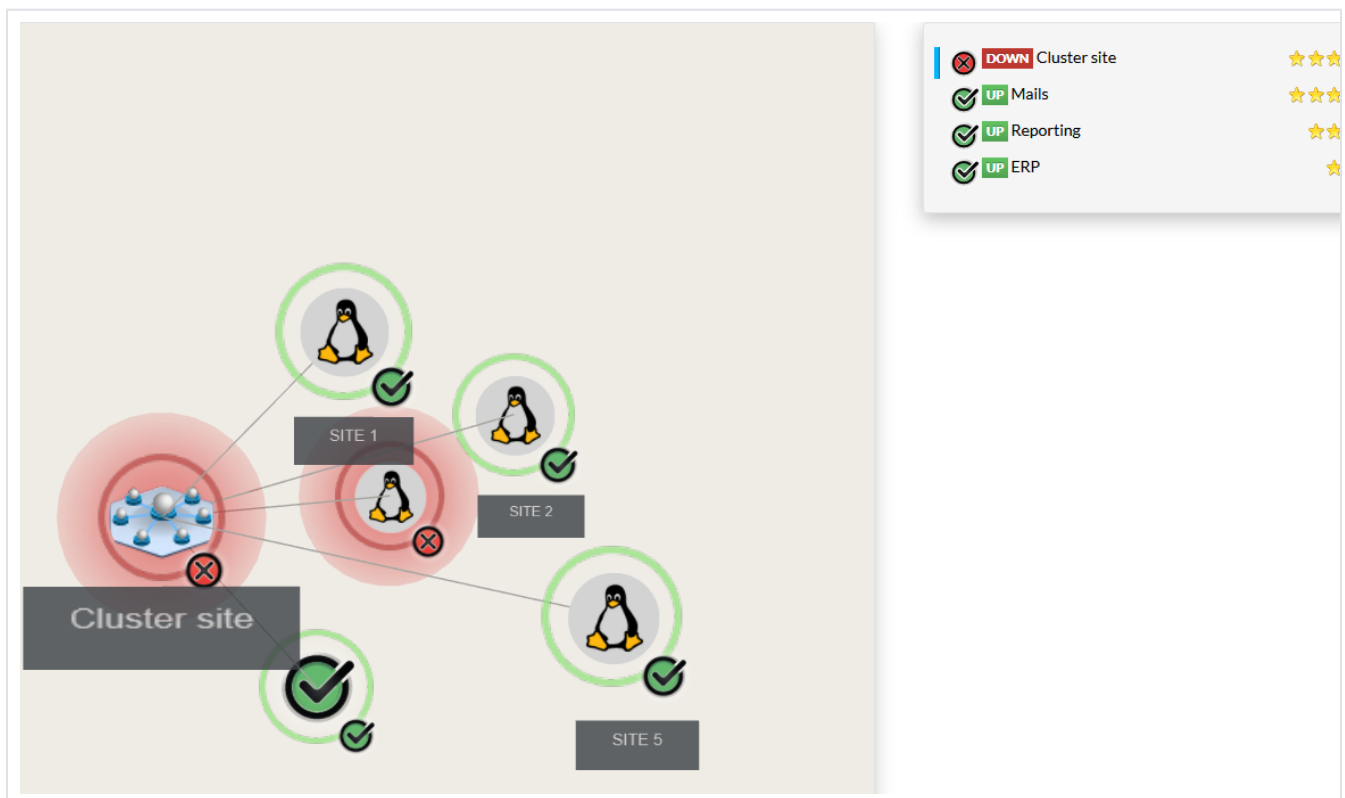 DOWN Cluster site
UP Mails
UP Reporting
UP ERP
SITE 1
SITE 2
Cluster site
SITE 5